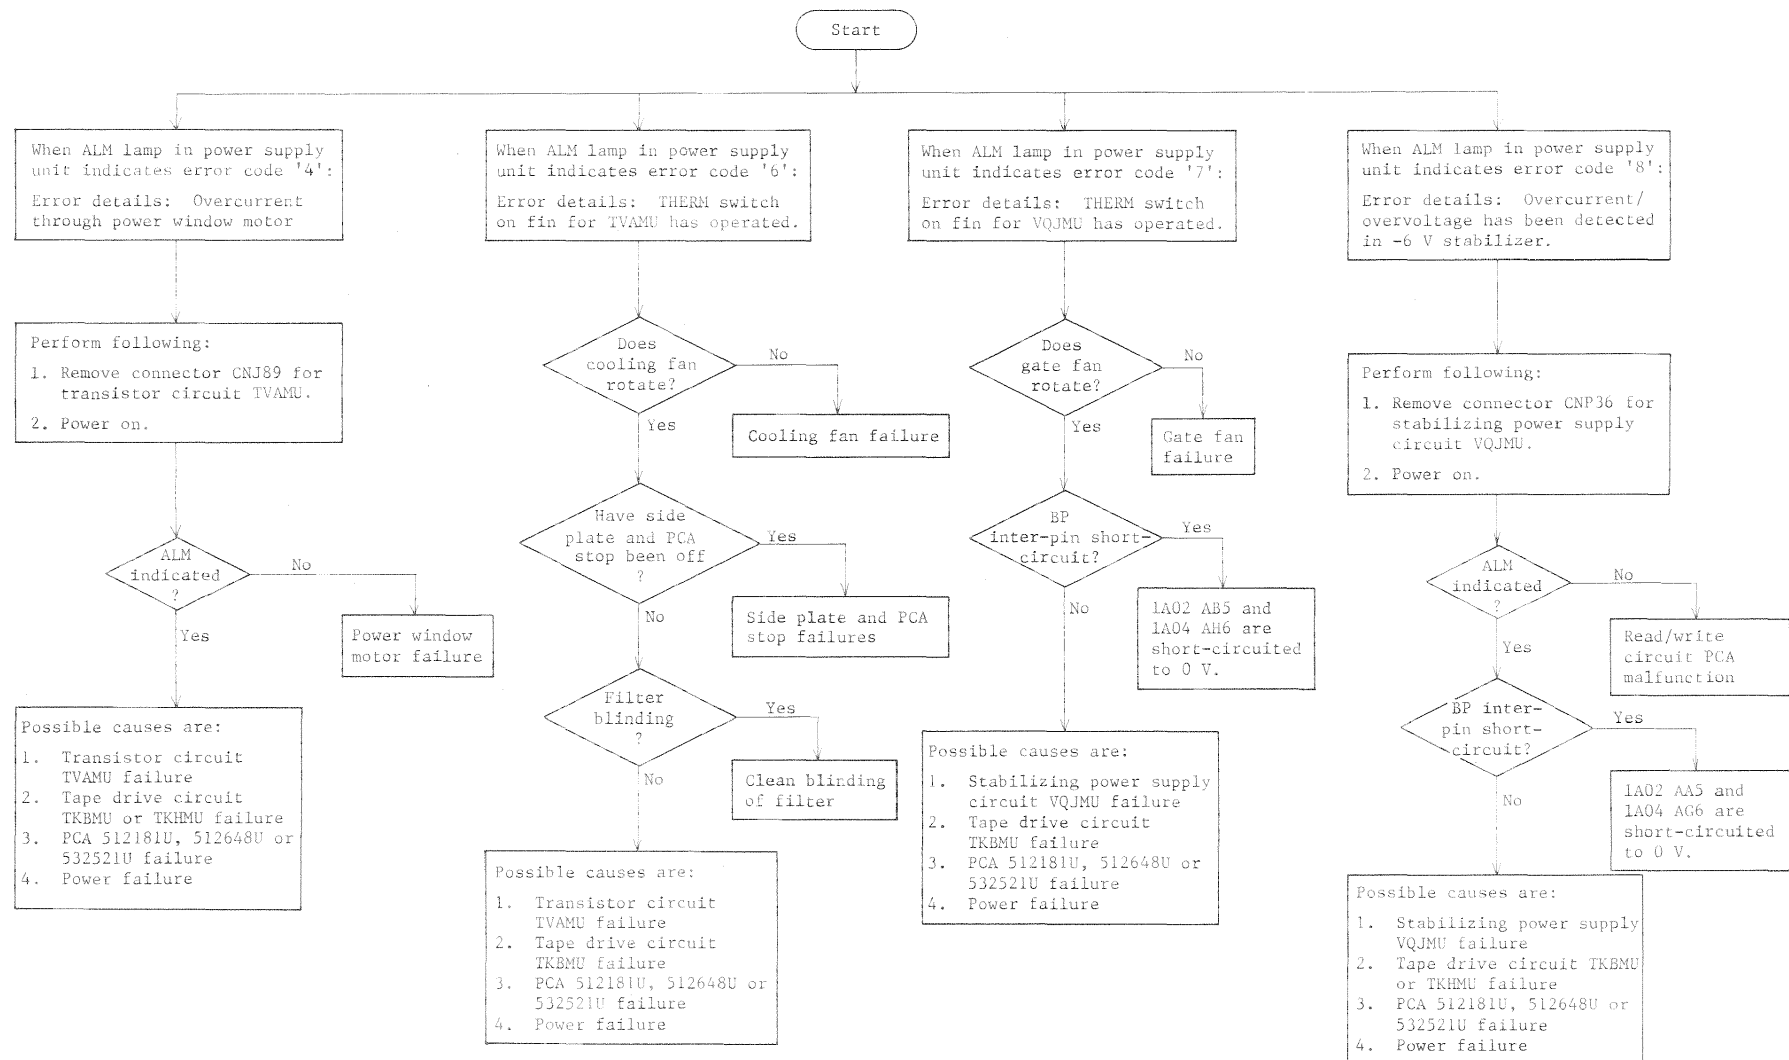 Start
When ALM lamp in power supply
unit indicates error code '4':
Error details: Overcurrent
through power window motor
Perform following:
1. Remove connector CNJ89 for
transistor circuit TVAMU.
2. Power on.
ALM
indicated
?
No
Power window
motor failure
Yes
Possible causes are:
1. Transistor circuit
TVAMU failure
2. Tape drive circuit
TKBMU or TKHMU failure
3. PCA 512181U, 512648U or
532521U failure
4. Power failure
When ALM lamp in power supply
unit indicates error code '6':
Error details: THERM switch
on fin for TVAMU has operated.
Does
cooling fan
rotate?
No
Cooling fan failure
Yes
Have side
plate and PCA
stop been off
?
Yes
Side plate and PCA
stop failures
No
Filter
blinding
?
Yes
Clean blinding
of filter
No
Possible causes are:
1. Transistor circuit
TVAMU failure
2. Tape drive circuit
TKBMU failure
3. PCA 512181U, 512648U or
532521U failure
4. Power failure
When ALM lamp in power supply
unit indicates error code '7':
Error details: THERM switch
on fin for VQJMU has operated.
Does
gate fan
rotate?
No
Gate fan
failure
Yes
BP
inter-pin short-
circuit?
Yes
1A02 AB5 and
1A04 AH6 are
short-circuited
to 0 V.
No
Possible causes are:
1. Stabilizing power supply
circuit VQJMU failure
2. Tape drive circuit
TKBMU failure
3. PCA 512181U, 512648U or
532521U failure
4. Power failure
When ALM lamp in power supply
unit indicates error code '8':
Error details: Overcurrent/
overvoltage has been detected
in -6 V stabilizer.
Perform following:
1. Remove connector CNP36 for
stabilizing power supply
circuit VQJMU.
2. Power on.
ALM
indicated
?
No
Read/write
circuit PCA
malfunction
Yes
BP inter-
pin short-
circuit?
Yes
1A02 AA5 and
1A04 AG6 are
short-circuited
to 0 V.
No
Possible causes are:
1. Stabilizing power supply
VQJMU failure
2. Tape drive circuit TKBMU
or TKHMU failure
3. PCA 512181U, 512648U or
532521U failure
4. Power failure